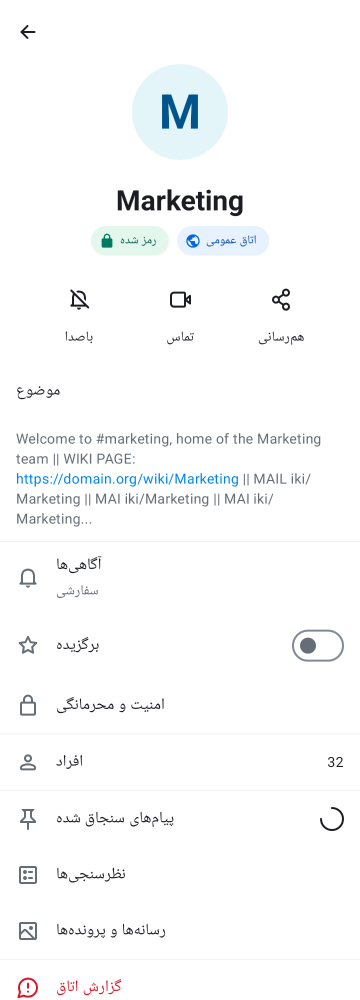 M
Marketing
اتاق عمومی
رمز شده
باصدا
تماس
هم‌رسانی
موضوع
Welcome to #marketing, home of the Marketing
team || WIKI PAGE:
https://domain.org/wiki/Marketing || MAIL iki/
Marketing || MAI iki/Marketing || MAI iki/
Marketing...
آگاهی‌ها
سفارشی
برگزیده
امنیت و محرمانگی
افراد
32
پیام‌های سنجاق شده
نظرسنجی‌ها
رسانه‌ها و پرونده‌ها
گزارش اتاق